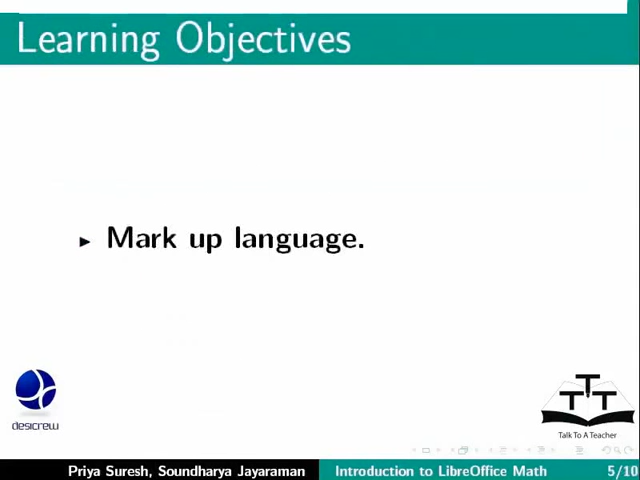 Learning Objectives
► Mark up language.
desicrew
TTT
Talk To A Teacher
Priya Suresh, Soundharya Jayaraman Introduction to LibreOffice Math 5/10